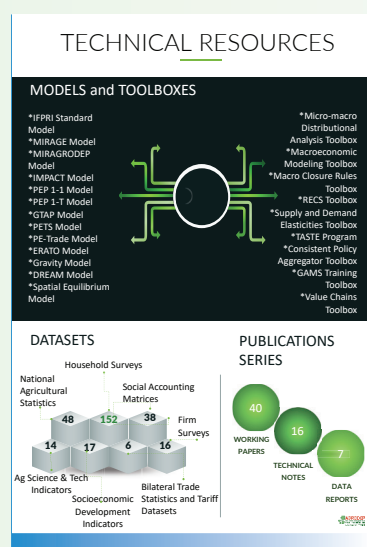 TECHNICAL RESOURCES
MODELS and TOOLBOXES
*IFPRI Standard
Model
*MIRAGE Model
*MIRAGRODEP
Model
*IMPACT Model
*PEP 1-1 Model
*PEP 1-T Model
*GTAP Model
*PETS Model
*PE-Trade Model
*ERATO Model
*Gravity Model
*DREAM Model
*Spatial Equilibrium
Model
*Micro-macro
Distributional
Analysis Toolbox
*Macroeconomic
Modeling Toolbox
*Macro Closure Rules
Toolbox
*RECS Toolbox
*Supply and Demand
Elasticities Toolbox
*TASTE Program
*Consistent Policy
Aggregator Toolbox
*GAMS Training
Toolbox
*Value Chains
Toolbox
DATASETS
Household Surveys
National
Agricultural
Statistics
Social Accounting
Matrices
Firm
Surveys
48
152
38
14
17
6
16
Ag Science & Tech
Indicators
Socioeconomic
Development
Indicators
Bilateral Trade
Statistics and Tariff
Datasets
PUBLICATIONS
SERIES
40
WORKING
PAPERS
16
TECHNICAL
NOTES
7
DATA
REPORTS